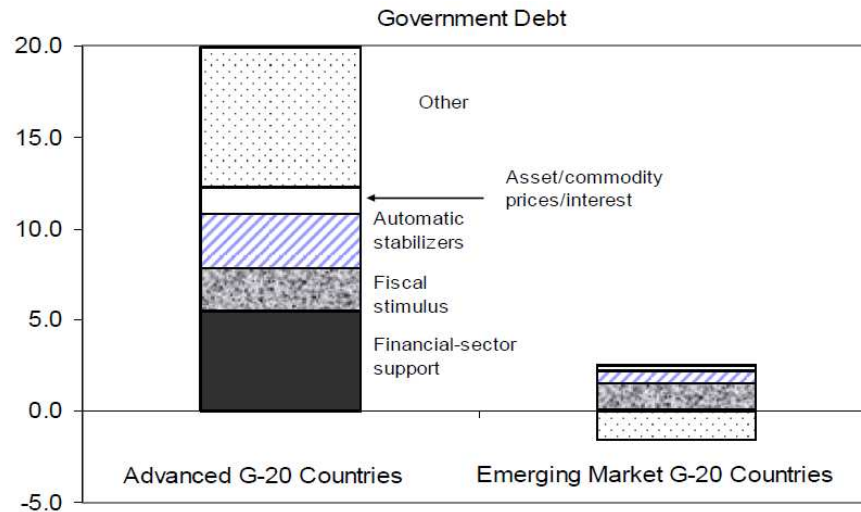 Government Debt
20.0
Other
15.0
Asset/commodity
prices/interest
10.0
Automatic
stabilizers
Fiscal
stimulus
5.0
Financial-sector
support
0.0
Advanced G-20 Countries
Emerging Market G-20 Countries
-5.0